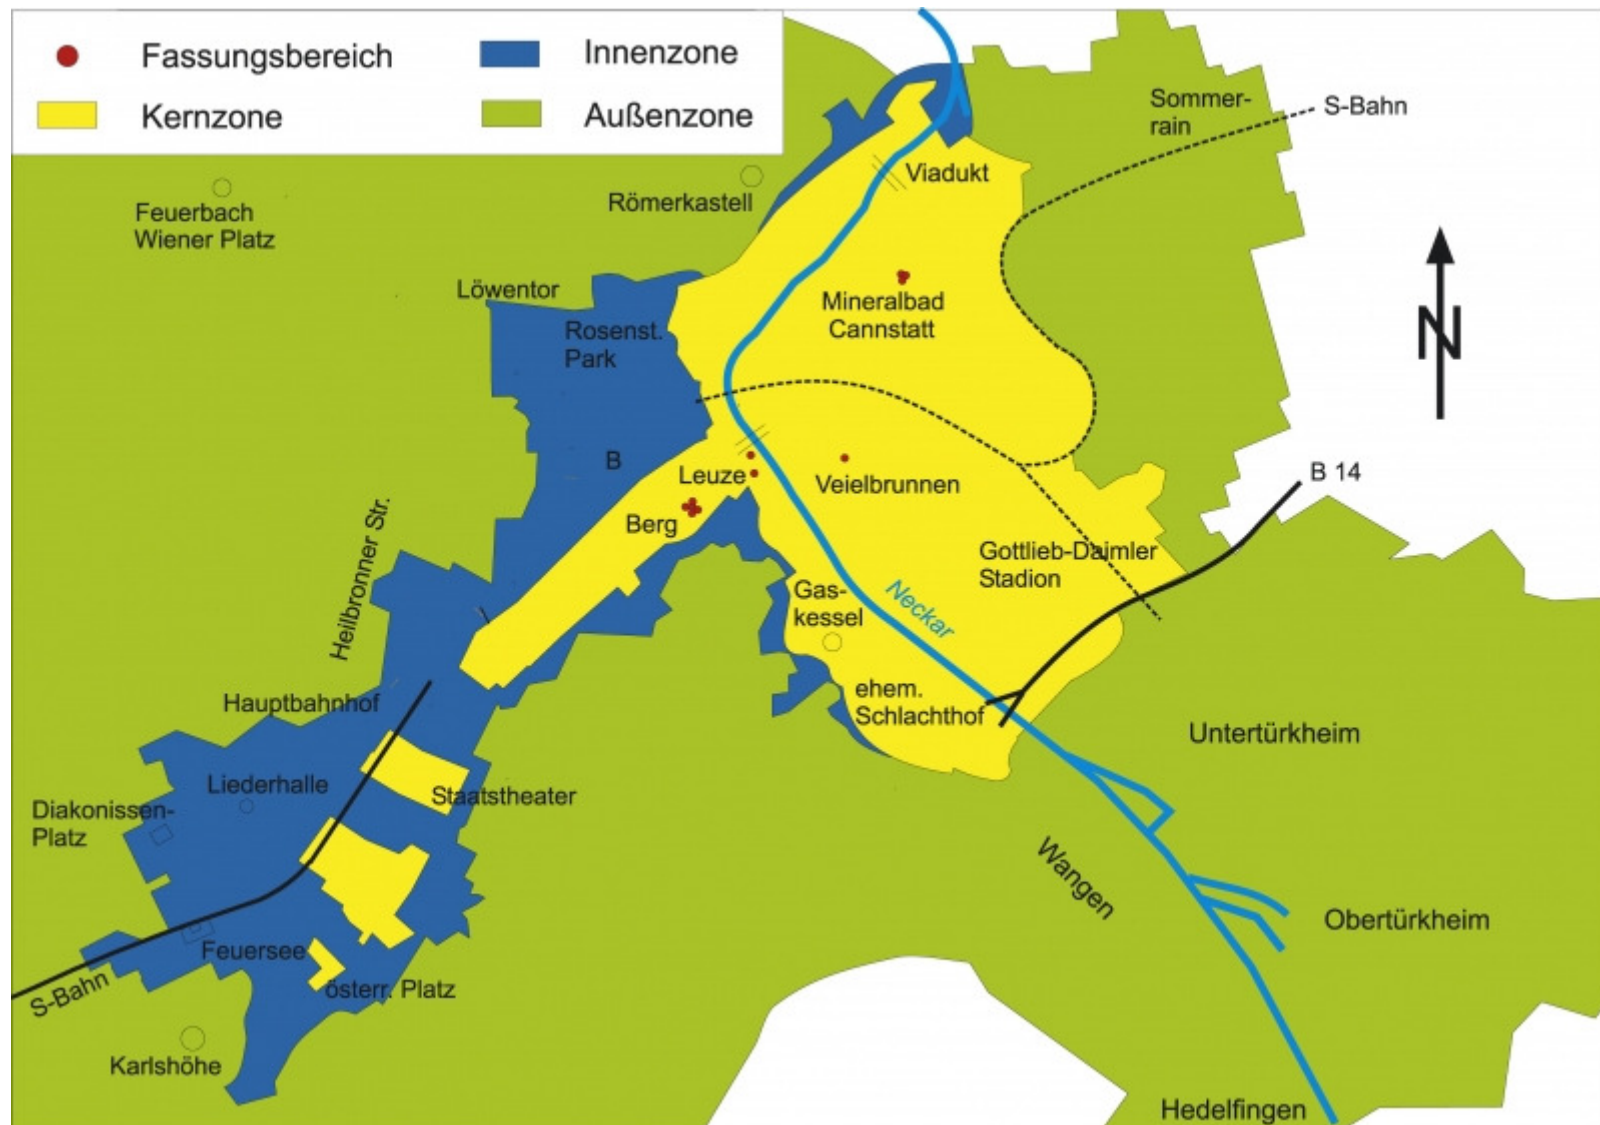 Fassungsbereich
Innenzone
Kernzone
Außenzone
Sommer-
rain
S-Bahn
Viadukt
Römerkastell
Feuerbach
Wiener Platz
Löwentor
Mineralbad
Cannstatt
Rosenst.
Park
N
B
Leuze
Veielbrunnen
B 14
Berg
Gottlieb-Daimler
Stadion
Heilbronner Str.
Gas-
kessel
Neckar
Hauptbahnhof
ehem.
Schlachthof
Untertürkheim
Liederhalle
Staatstheater
Diakonissen-
Platz
Wangen
Obertürkheim
Feuersee
österr. Platz
S-Bahn
Karlshöhe
Hedelfingen